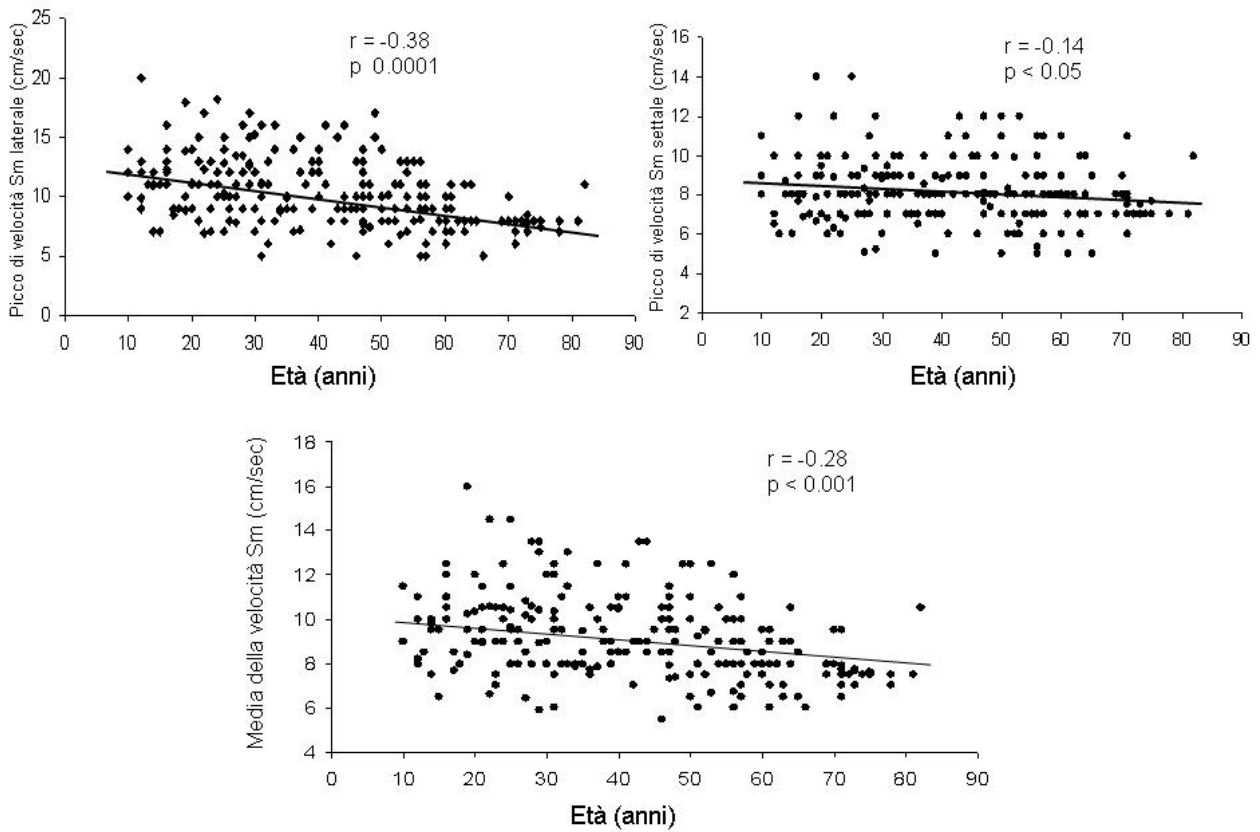 Picco di velocità Sm laterale (cm/sec)
25
20
15
10
5
0
r = -0.38
p 0.0001
0 10 20 30 40 50 60 70 80 90
Età (anni)
Picco di velocità Sm settale (cm/sec)
16
14
12
10
8
6
4
2
r = -0.14
p < 0.05
0 10 20 30 40 50 60 70 80 90
Età (anni)
Media della velocità Sm (cm/sec)
18
16
14
12
10
8
6
4
r = -0.28
p < 0.001
0 10 20 30 40 50 60 70 80 90
Età (anni)